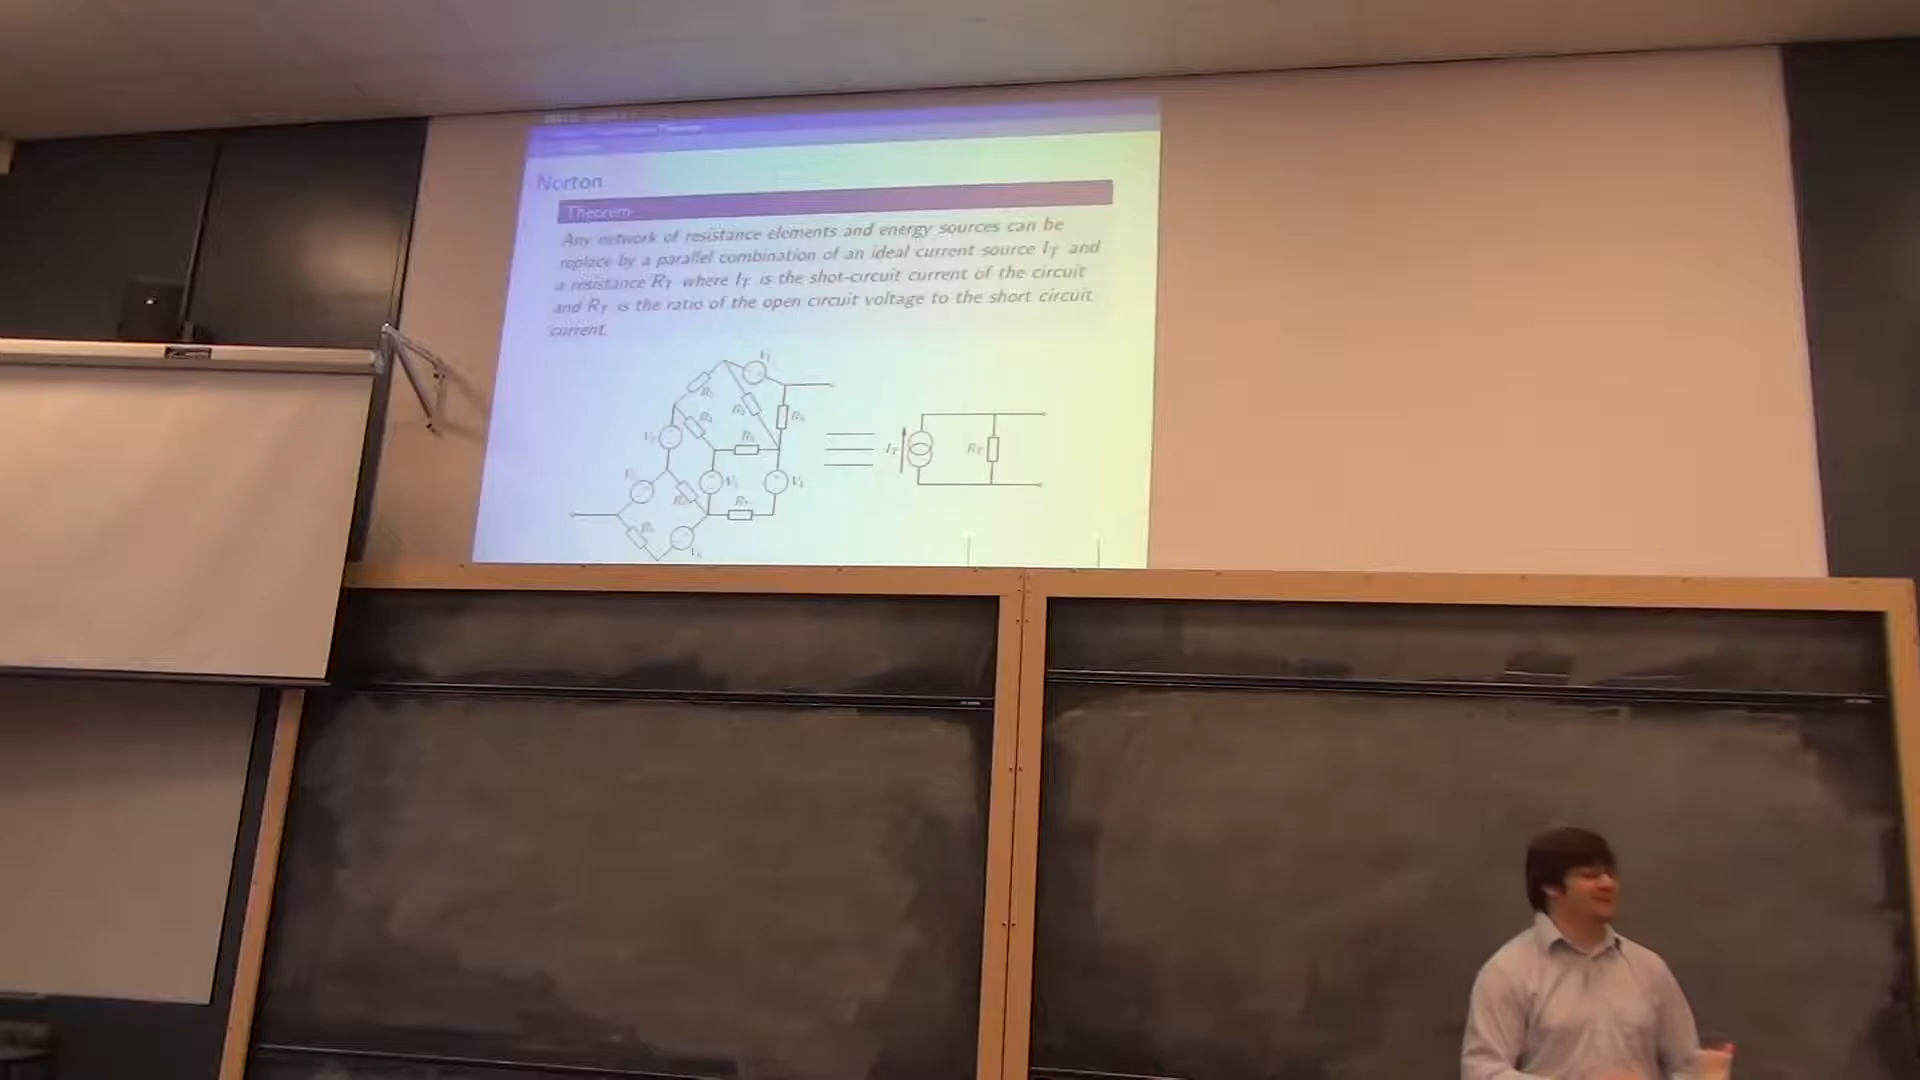 Norton
Theorem
Any network of resistance elements and energy sources can be
replace by a parallel combination of an ideal current source I_T and
a resistance R_T where I_T is the shot-circuit current of the circuit
and R_T is the ratio of the open circuit voltage to the short circuit
current.
I_T
R_T